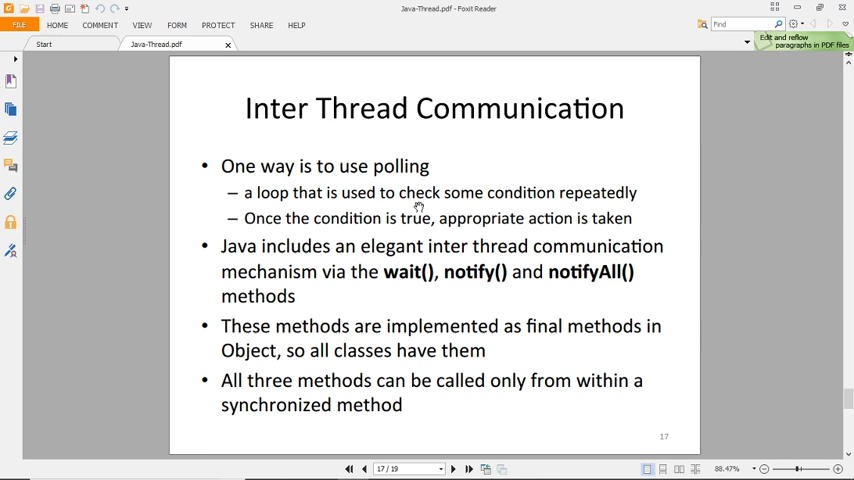 Java-Thread.pdf - Foxit Reader
FILE HOME COMMENT VIEW FORM PROTECT SHARE HELP
Find
Edit and reflow
paragraphs in PDF files
Start Java-Thread.pdf
Inter Thread Communication
• One way is to use polling
– a loop that is used to check some condition repeatedly
– Once the condition is true, appropriate action is taken
• Java includes an elegant inter thread communication
mechanism via the wait(), notify() and notifyAll()
methods
• These methods are implemented as final methods in
Object, so all classes have them
• All three methods can be called only from within a
synchronized method
17
17 / 19
88.47%